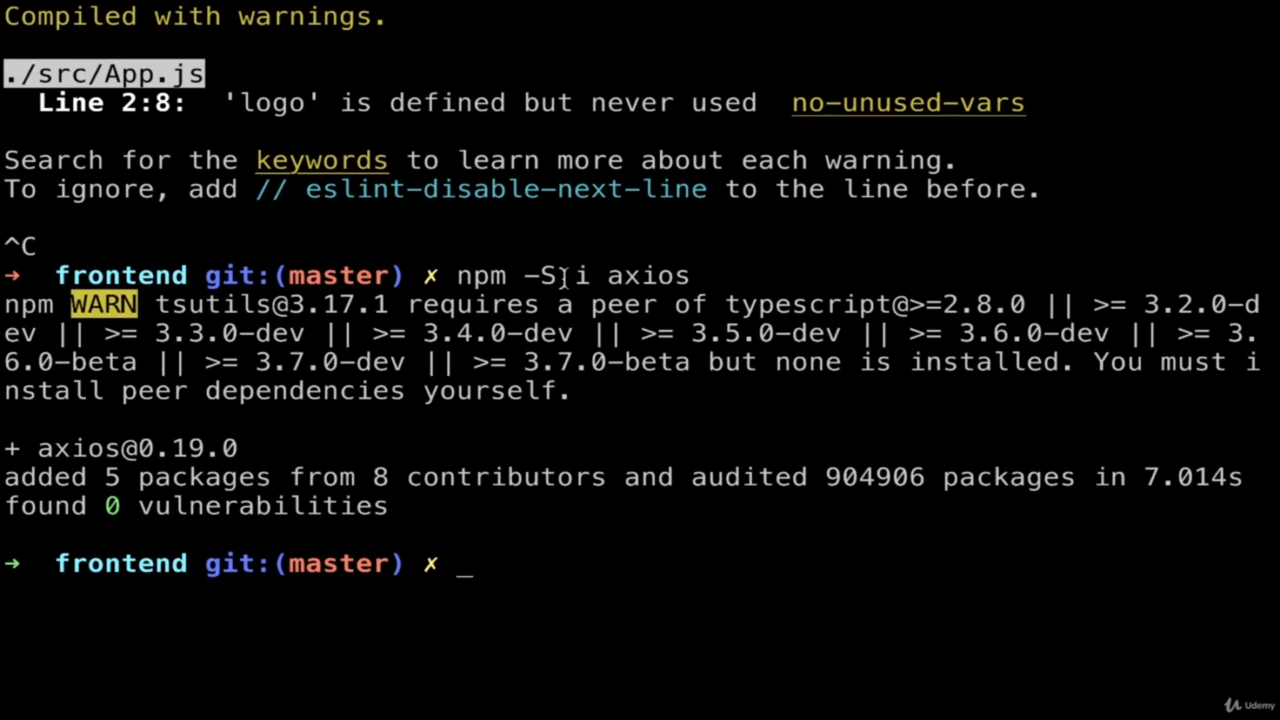 Compiled with warnings.
./src/App.js
Line 2:8: 'logo' is defined but never used no-unused-vars
Search for the keywords to learn more about each warning.
To ignore, add // eslint-disable-next-line to the line before.
^C
→ frontend git:(master) ✗ npm -S i axios
npm WARN tsutils@3.17.1 requires a peer of typescript@>=2.8.0 || >= 3.2.0-d
ev || >= 3.3.0-dev || >= 3.4.0-dev || >= 3.5.0-dev || >= 3.6.0-dev || >= 3.
6.0-beta || >= 3.7.0-dev || >= 3.7.0-beta but none is installed. You must i
nstall peer dependencies yourself.
+ axios@0.19.0
added 5 packages from 8 contributors and audited 904906 packages in 7.014s
found 0 vulnerabilities
→ frontend git:(master) ✗ _
Udemy